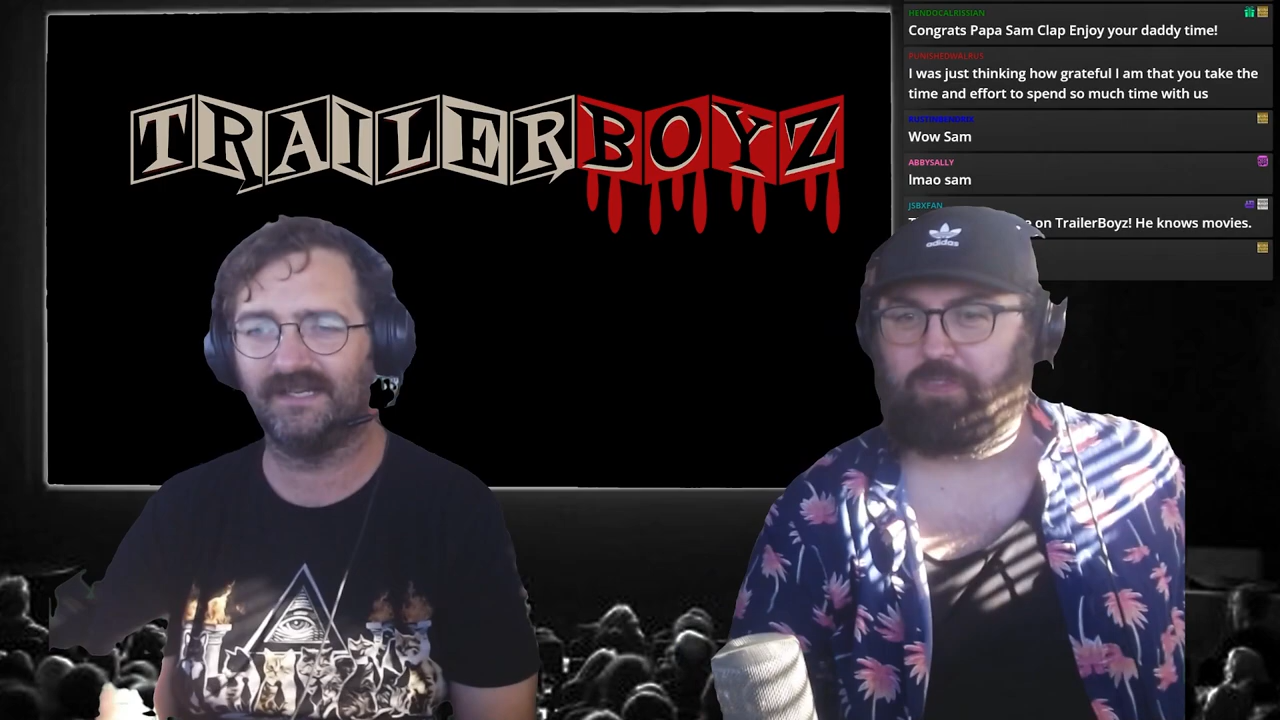 TRAILERBOYZ
HENDOCALRISSIAN
Congrats Papa Sam Clap Enjoy your daddy time!
PUNISHEDWALRUS
I was just thinking how grateful I am that you take the
time and effort to spend so much time with us
Wow Sam
ABBYSALLY
lmao sam
JSBXFAN
on TrailerBoyz! He knows movies.
adidas